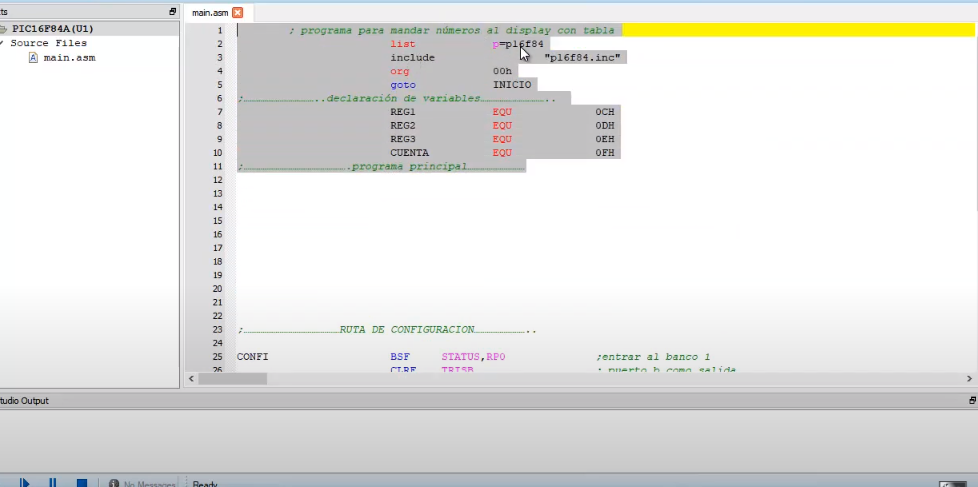 ts
main.asm
PIC16F84A(U1)
Source Files
main.asm
1 ; programa para mandar números al display con tabla
2 list p=p16f84
3 include "p16f84.inc"
4 org 00h
5 goto INICIO
6 ;……………………..declaración de variables……………………..
7 REG1 EQU 0CH
8 REG2 EQU 0DH
9 REG3 EQU 0EH
10 CUENTA EQU 0FH
11 ;……………………………….programa principal……………………
12
13
14
15
16
17
18
19
20
21
22
23 ;……………………………RUTA DE CONFIGURACION………………..
24
25 CONFI BSF STATUS,RP0 ;entrar al banco 1
26 CLRF TRISB ; puerto b como salida
tudio Output
No Messages
Ready